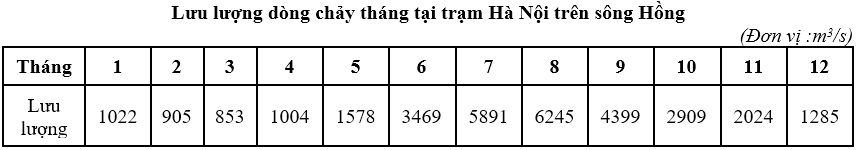 Lưu lượng dòng chảy tháng tại trạm Hà Nội trên sông Hồng
(Đơn vị :m³/s)
Tháng 1 2 3 4 5 6 7 8 9 10 11 12
Lưu lượng 1022 905 853 1004 1578 3469 5891 6245 4399 2909 2024 1285